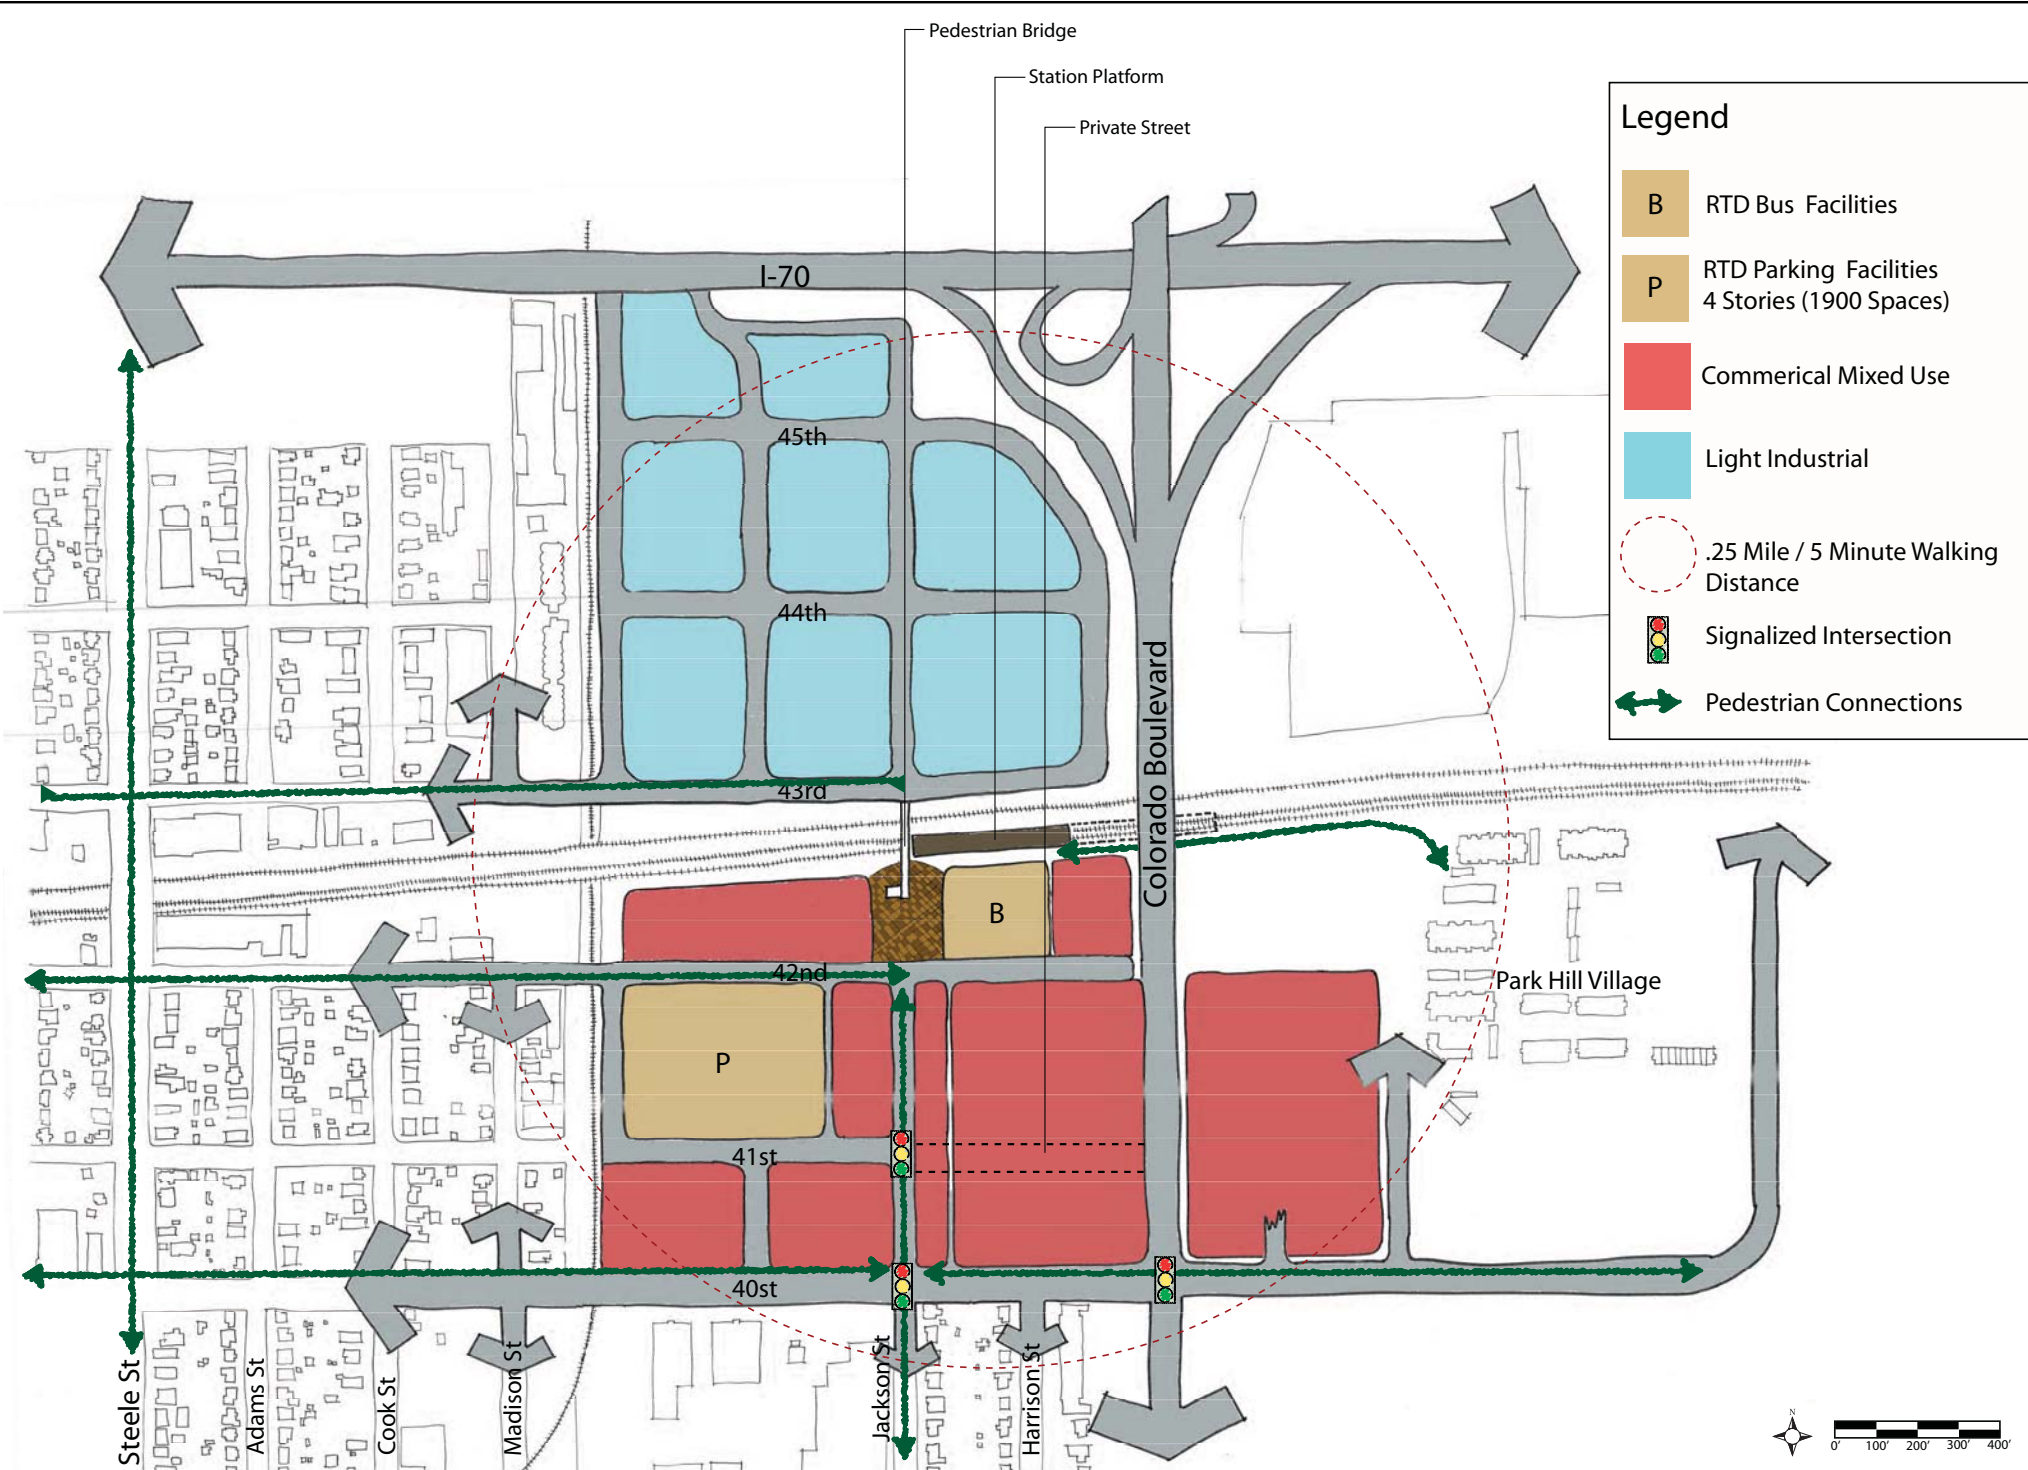 Pedestrian Bridge
Station Platform
Private Street
Legend
B
RTD Bus  Facilities
P
RTD Parking  Facilities
4 Stories (1900 Spaces)
Commerical Mixed Use
Light Industrial
.25 Mile / 5 Minute Walking
Distance
Signalized Intersection
Pedestrian Connections
I-70
45th
44th
Colorado Boulevard
43rd
B
42nd
Park Hill Village
P
41st
40st
Steele St
Adams St
Cook St
Madison St
Jackson St
Harrison St
N
0' 100' 200' 300' 400'